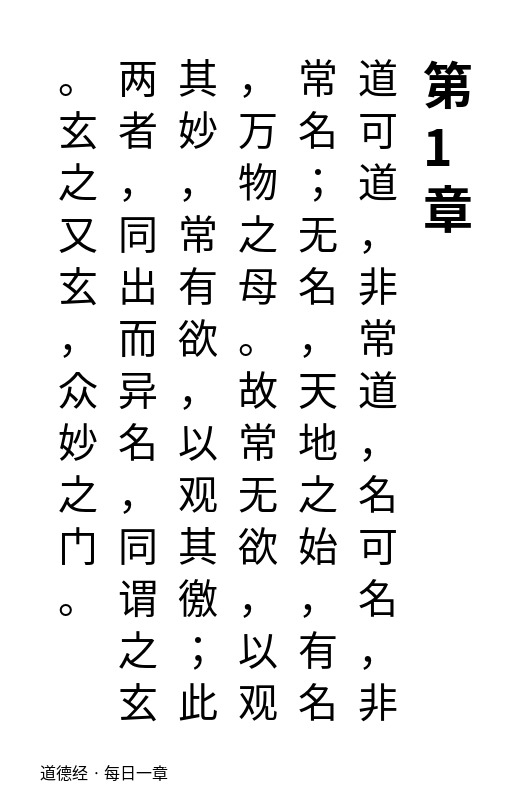 第1章
道可道，非常道，名可名，非
常名；无名，天地之始，有名
，万物之母。故常无欲，以观
其妙，常有欲，以观其徼；此
两者，同出而异名，同谓之玄
。玄之又玄，众妙之门。
道德经 · 每日一章